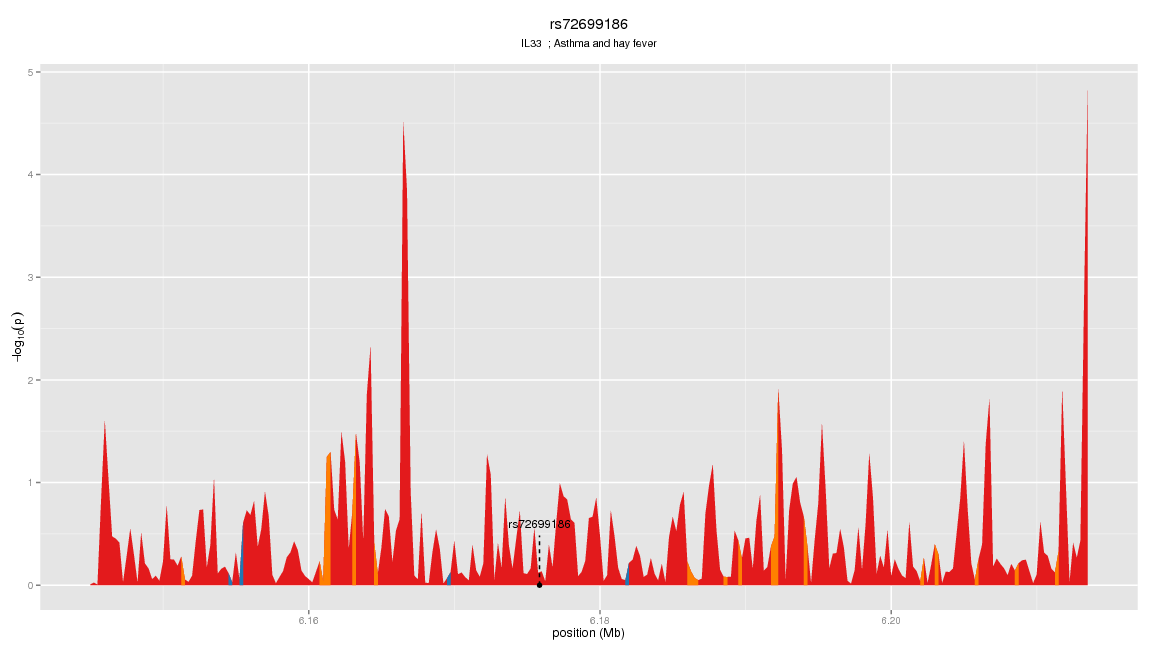 rs72699186
IL33 ; Asthma and hay fever
5
4
3
2
1
0
−log10(p)
rs72699186
6.16
6.18
6.20
position (Mb)